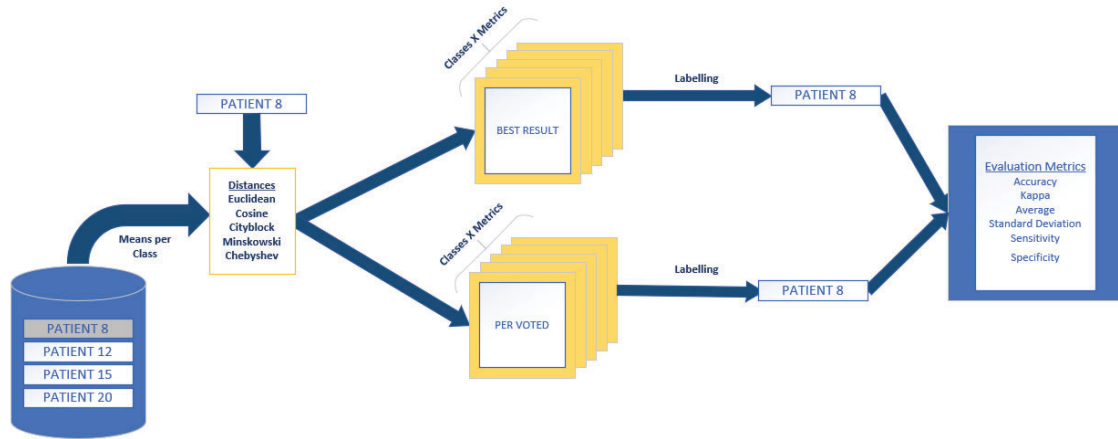 PATIENT 8
PATIENT 12
PATIENT 15
PATIENT 20
Means per
Class
PATIENT 8
Distances
Euclidean
Cosine
Cityblock
Minskowski
Chebyshev
Classes X Metrics
BEST RESULT
Labelling
PATIENT 8
Classes X Metrics
PER VOTED
Labelling
PATIENT 8
Evaluation Metrics
Accuracy
Kappa
Average
Standard Deviation
Sensitivity
Specificity